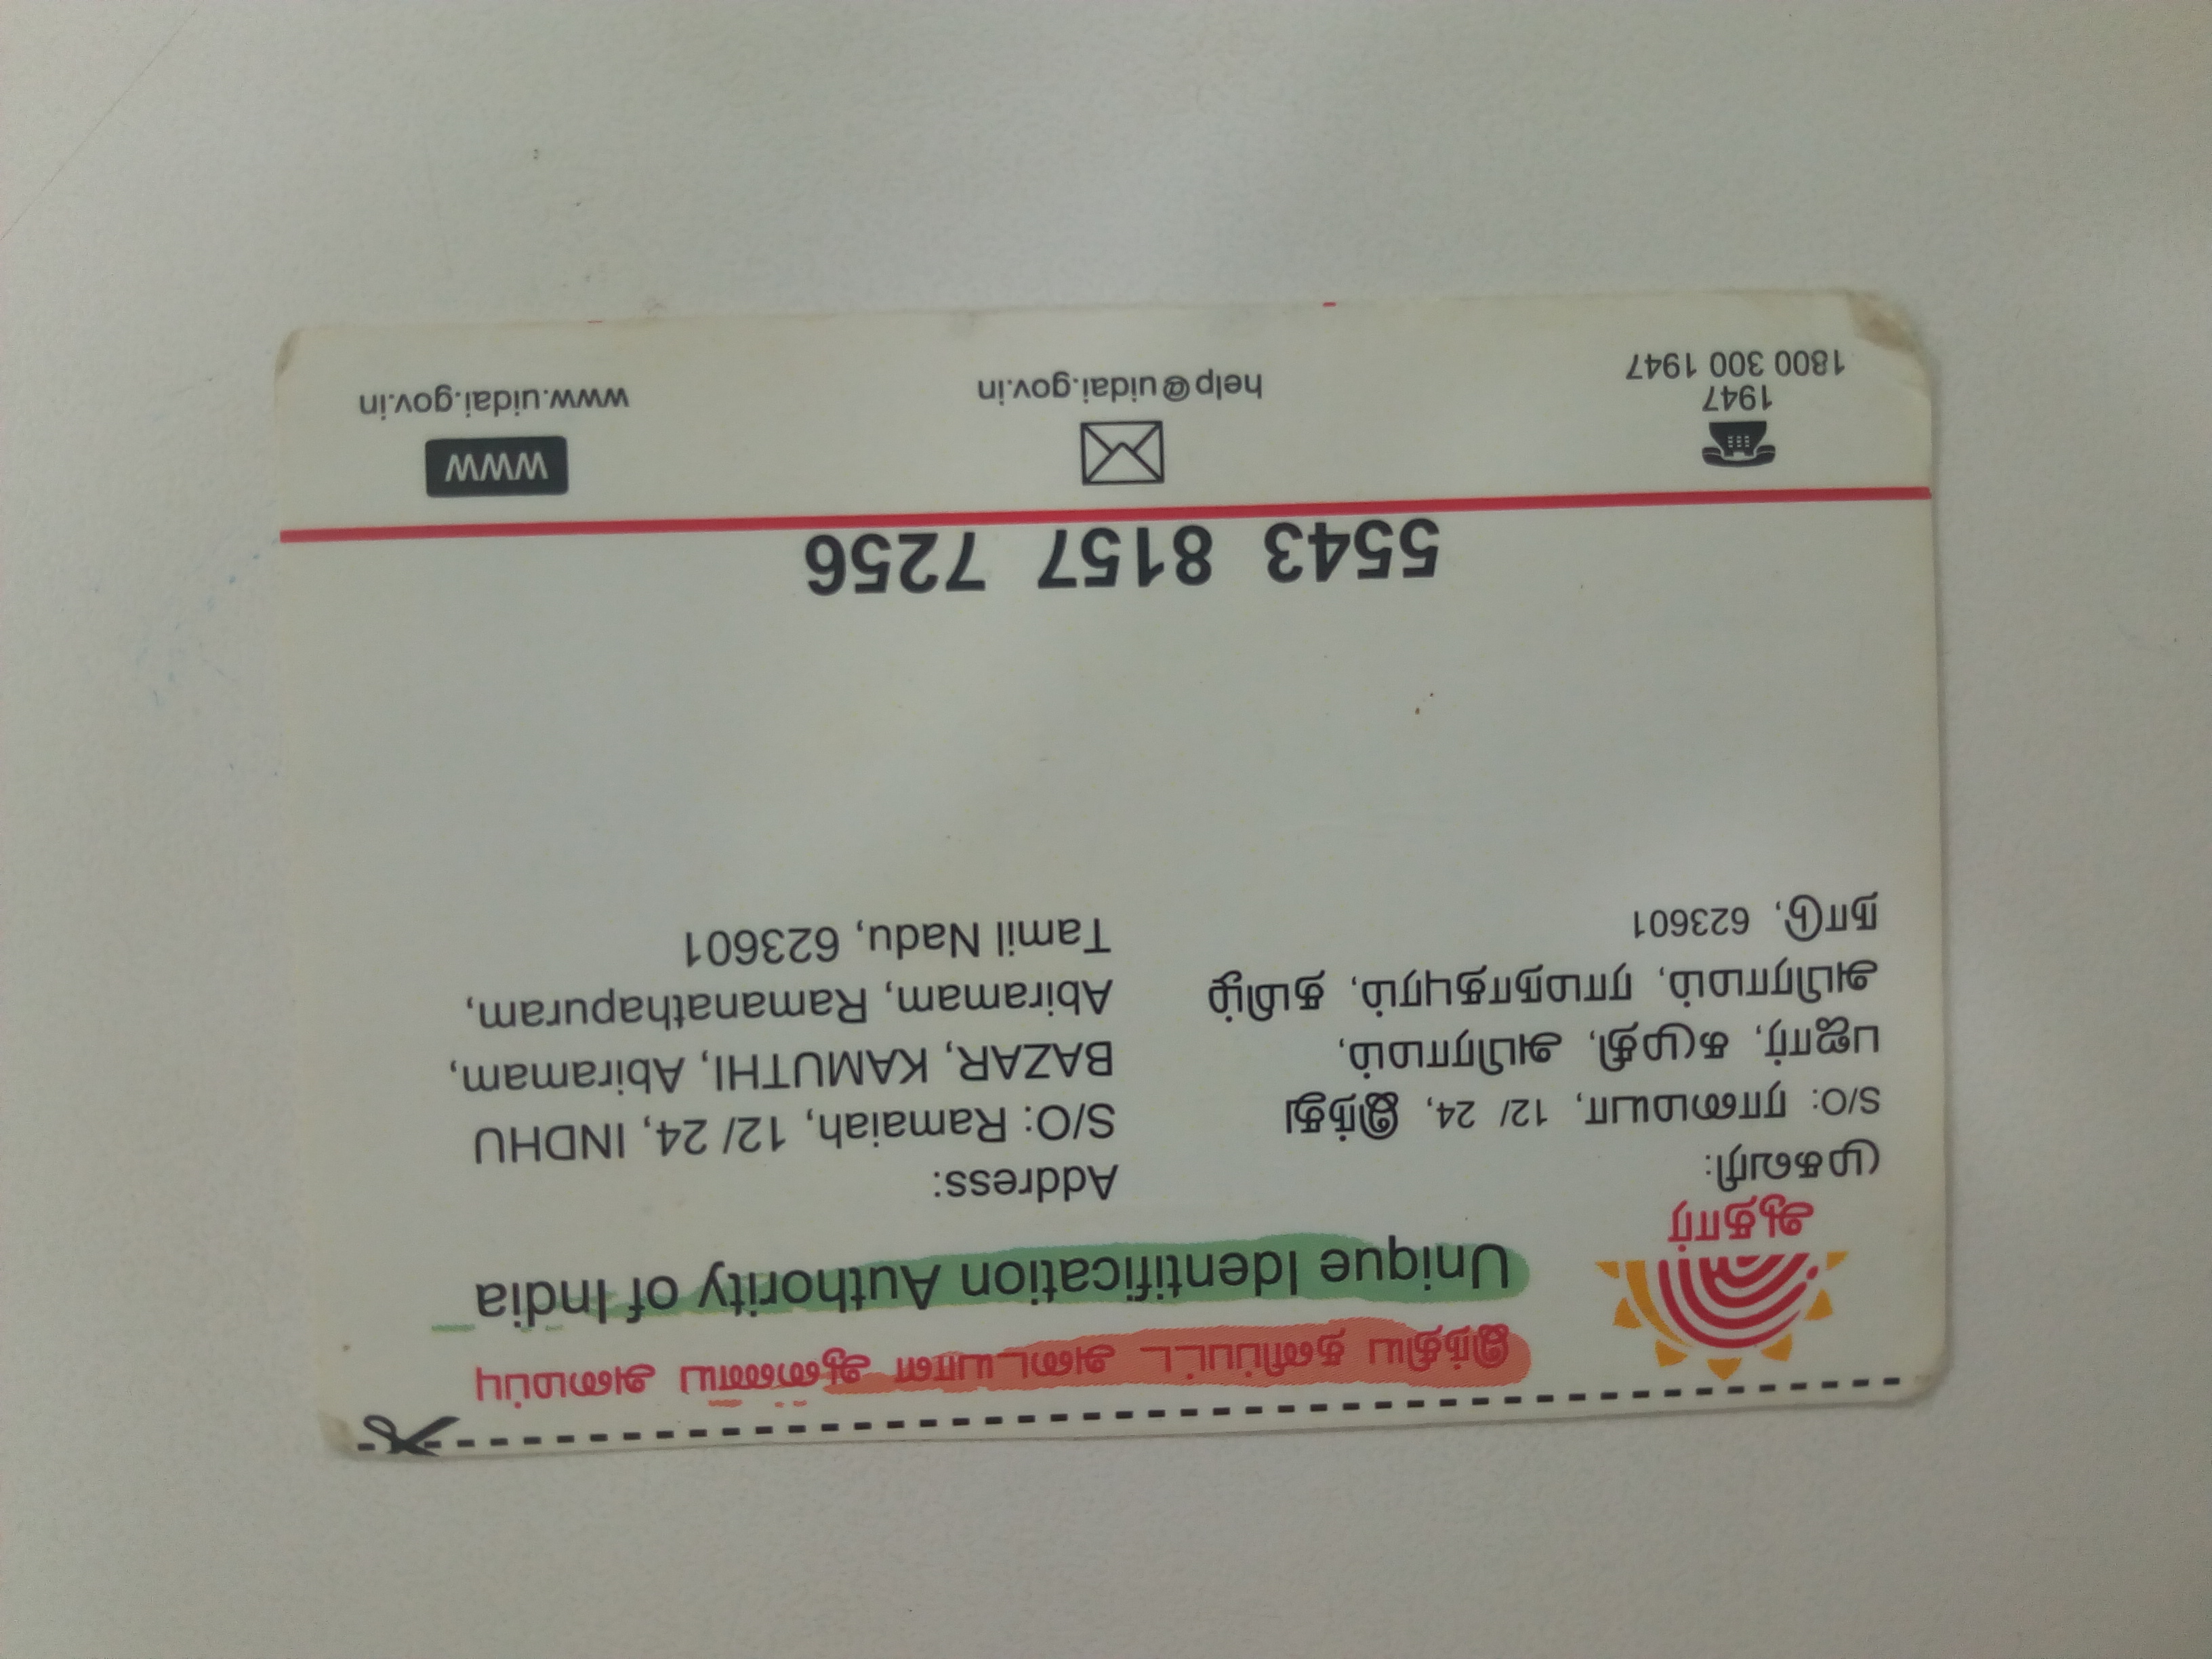 இந்திய தனிப்பட்ட அடையாள ஆணைய அமைப்பு
Unique Identification Authority of India
ஆதார்
முகவரி:
S/O: ராமையா, 12/ 24, இந்து
பஜார், கமுதி, அபிராமம்,
அபிராமம், ராமநாதபுரம், தமிழ்
நாடு, 623601
Address:
S/O: Ramaiah, 12/ 24, INDHU
BAZAR, KAMUTHI, Abiramam,
Abiramam, Ramanathapuram,
Tamil Nadu, 623601
5543 8157 7256
1947
1800 300 1947
help@uidai.gov.in
WWW
www.uidai.gov.in